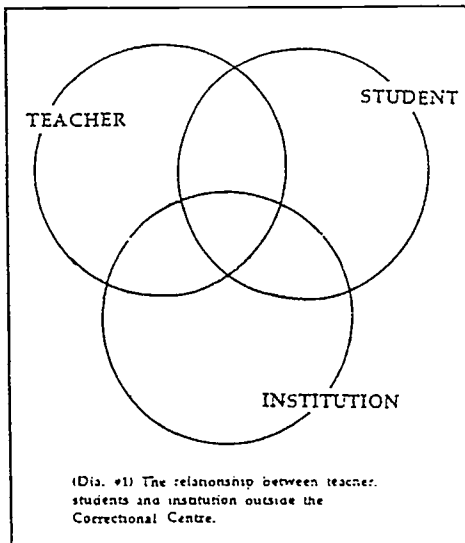 TEACHER
STUDENT
INSTITUTION
(Dia. #1) The relationship between teacher,
students and institution outside the
Correctional Centre.